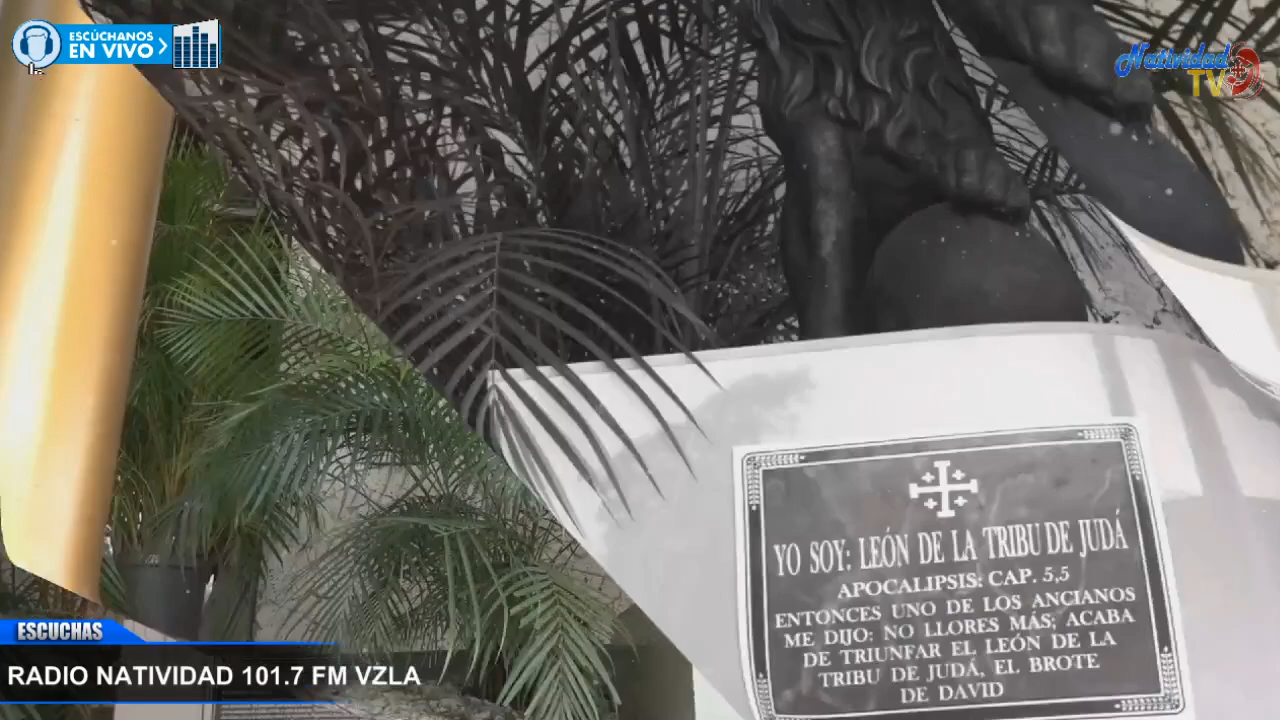 ESCÚCHANOS
EN VIVO
Natividad
TV
YO SOY: LEÓN DE LA TRIBU DE JUDÁ
APOCALIPSIS: CAP. 5,5
ENTONCES UNO DE LOS ANCIANOS
ME DIJO: NO LLORES MÁS; ACABA
DE TRIUNFAR EL LEÓN DE LA
TRIBU DE JUDÁ, EL BROTE
DE DAVID
ESCUCHAS
RADIO NATIVIDAD 101.7 FM VZLA